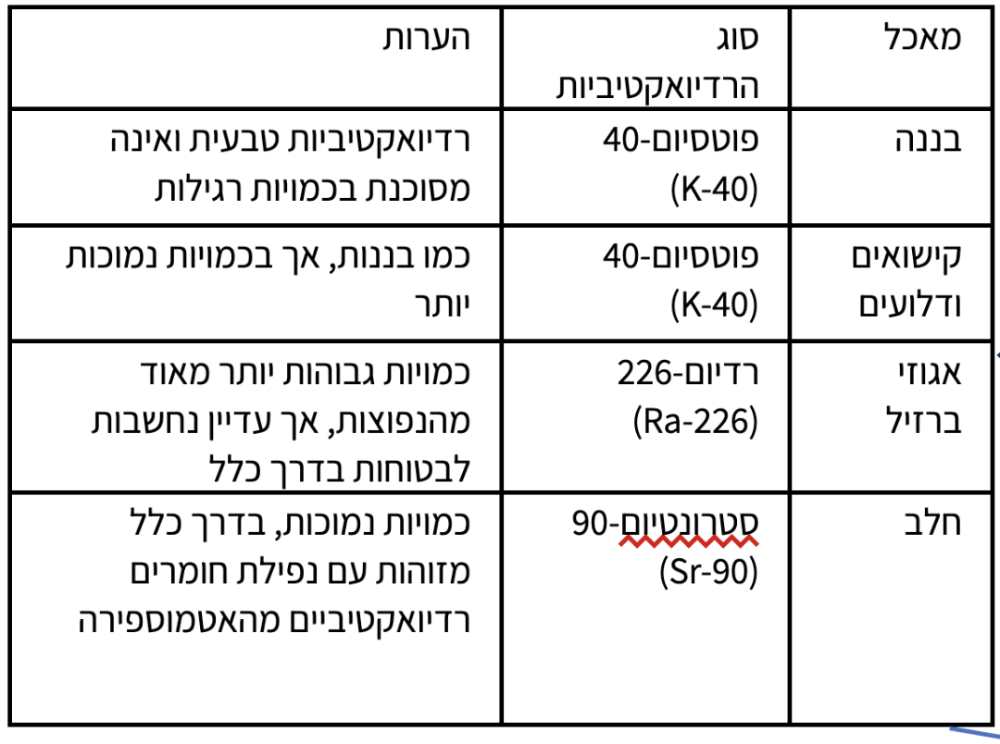 מאכל
סוג
הרדיואקטיביות
הערות
בננה
פוטסיום-40
(K-40)
רדיואקטיביות טבעית ואינה
מסוכנת בכמויות רגילות
קישואים
ודלועים
פוטסיום-40
(K-40)
כמו בננות, אך בכמויות נמוכות
יותר
אגוזי
ברזיל
רדיום-226
(Ra-226)
כמויות גבוהות יותר מאוד
מהנפוצות, אך עדיין נחשבות
לבטוחות בדרך כלל
חלב
סטרונטיום-90
(Sr-90)
כמויות נמוכות, בדרך כלל
מזוהות עם נפילת חומרים
רדיואקטיביים מהאטמוספירה